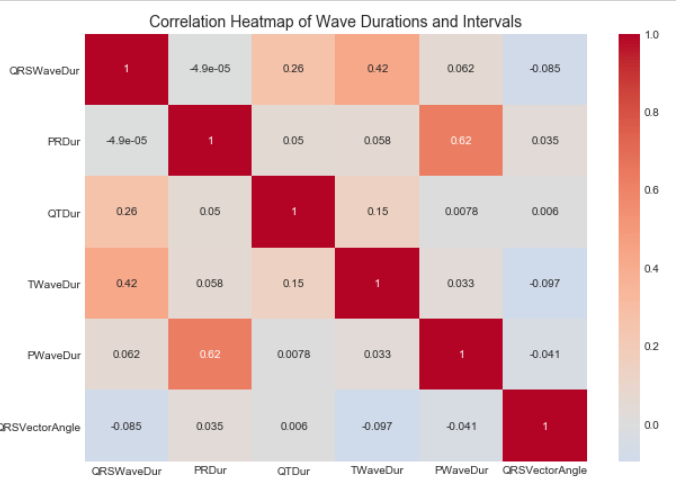 Correlation Heatmap of Wave Durations and Intervals
QRSWaveDur 1 -4.9e-05 0.26 0.42 0.062 -0.085
PRDur -4.9e-05 1 0.05 0.058 0.62 0.035
QTDur 0.26 0.05 1 0.15 0.0078 0.006
TWaveDur 0.42 0.058 0.15 1 0.033 -0.097
PWaveDur 0.062 0.62 0.0078 0.033 1 -0.041
QRSVectorAngle -0.085 0.035 0.006 -0.097 -0.041 1
QRSWaveDur PRDur QTDur TWaveDur PWaveDur QRSVectorAngle
1.0
0.8
0.6
0.4
0.2
0.0